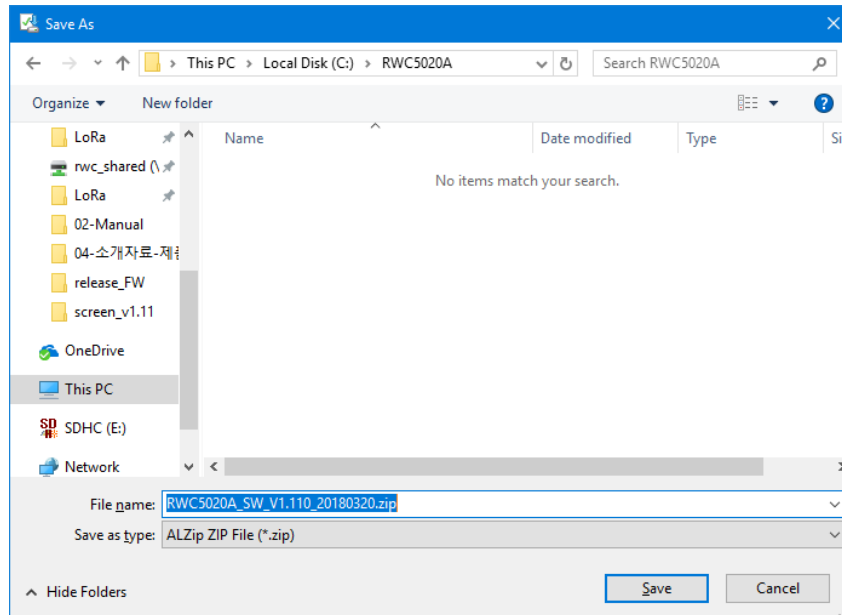 Save As
This PC > Local Disk (C:) > RWC5020A
Search RWC5020A
Organize
New folder
?
Name
Date modified
Type
No items match your search.
LoRa
rwc_shared (\
LoRa
02-Manual
04-소개자료-제
release_FW
screen_v1.11
OneDrive
This PC
SD SDHC (E:)
Network
File name: RWC5020A_SW_V1.110_20180320.zip
Save as type: ALZip ZIP File (*.zip)
Hide Folders
Save
Cancel